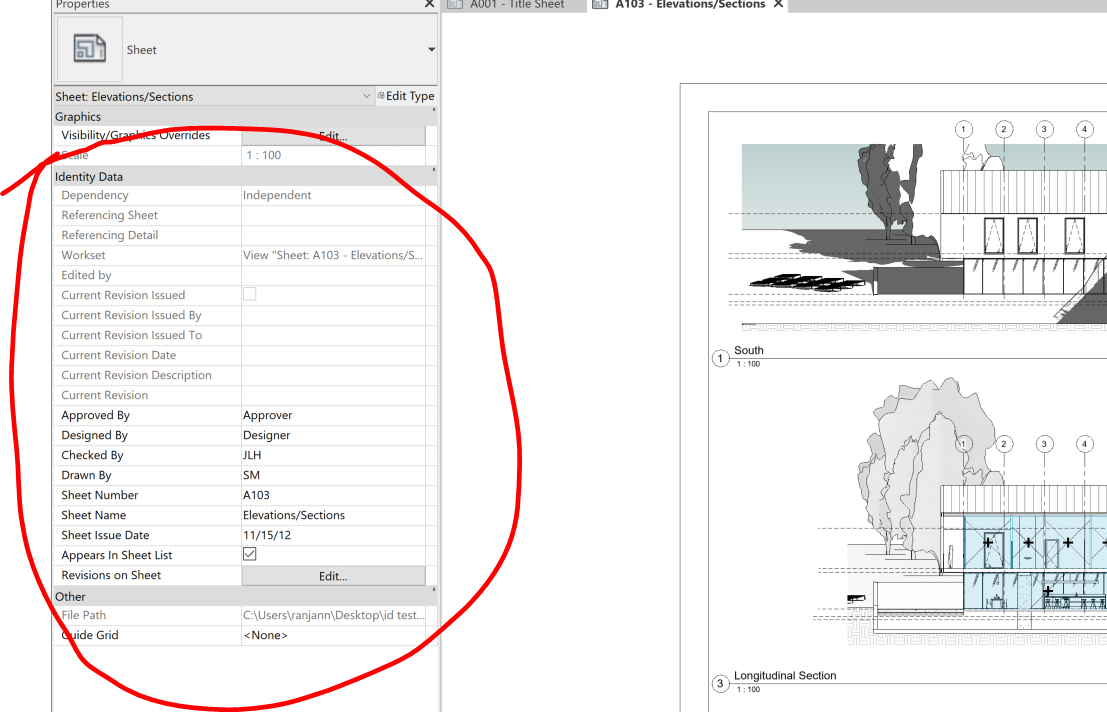 Properties
A001 - Title Sheet
A103 - Elevations/Sections
Sheet
Sheet: Elevations/Sections
Edit Type
Graphics
Visibility/Graphics Overrides Edit...
Scale 1 : 100
Identity Data
Dependency Independent
Referencing Sheet
Referencing Detail
Workset View "Sheet: A103 - Elevations/S...
Edited by
Current Revision Issued
Current Revision Issued By
Current Revision Issued To
Current Revision Date
Current Revision Description
Current Revision
Approved By Approver
Designed By Designer
Checked By JLH
Drawn By SM
Sheet Number A103
Sheet Name Elevations/Sections
Sheet Issue Date 11/15/12
Appears In Sheet List
Revisions on Sheet Edit...
Other
File Path C:\Users\ranjann\Desktop\id test...
Guide Grid <None>
1 2 3 4
1 South
1 : 100
1 2 3 4
3 Longitudinal Section
1 : 100